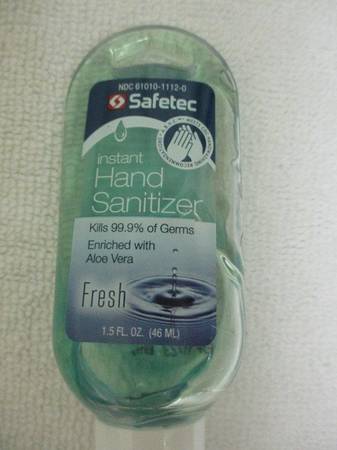 NDC 61010-1112-0
Safetec
instant
Hand
Sanitizer
Kills 99.9% of Germs
Enriched with
Aloe Vera
Fresh
1.5 FL. OZ. (46 ML)